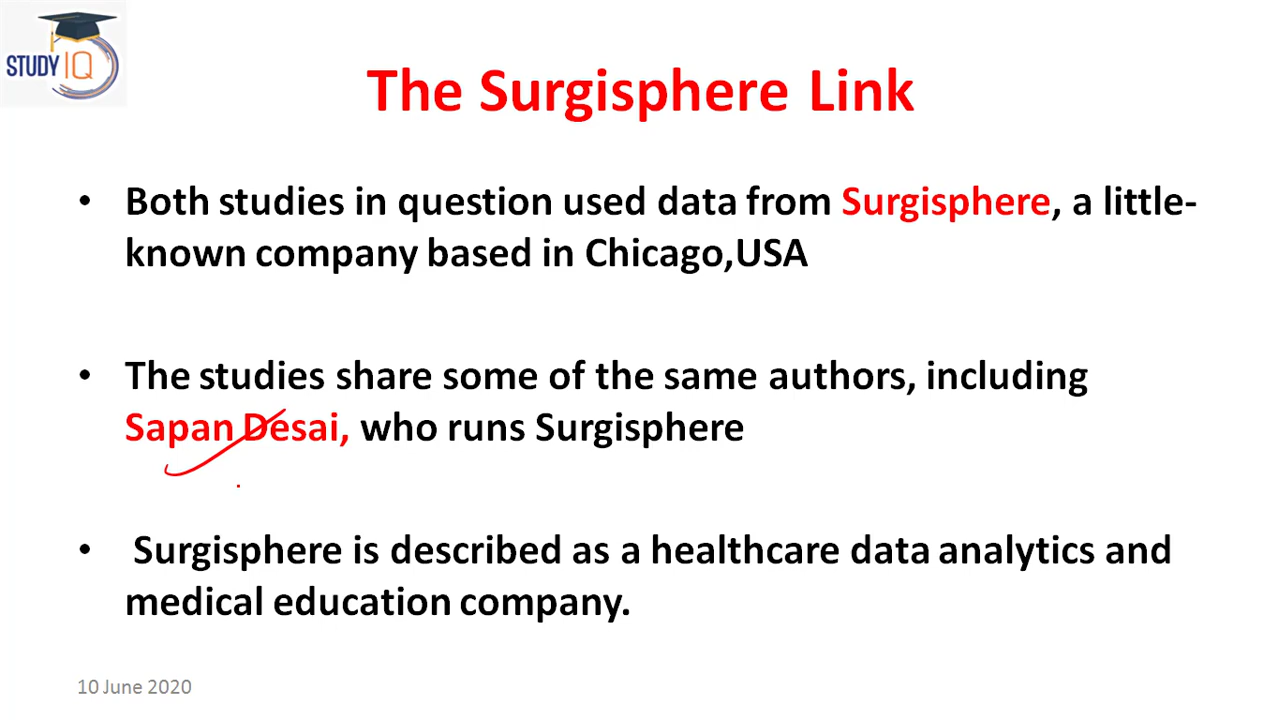 STUDY IQ
The Surgisphere Link
• Both studies in question used data from Surgisphere, a little-
known company based in Chicago,USA
• The studies share some of the same authors, including
Sapan Desai, who runs Surgisphere
• Surgisphere is described as a healthcare data analytics and
medical education company.
10 June 2020